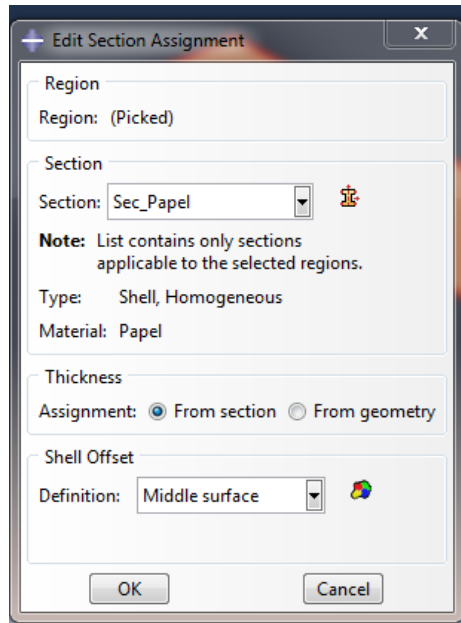 Edit Section Assignment
X
Region
Region: (Picked)
Section
Section: Sec_Papel
Note: List contains only sections
applicable to the selected regions.
Type: Shell, Homogeneous
Material: Papel
Thickness
Assignment: From section From geometry
Shell Offset
Definition: Middle surface
OK Cancel